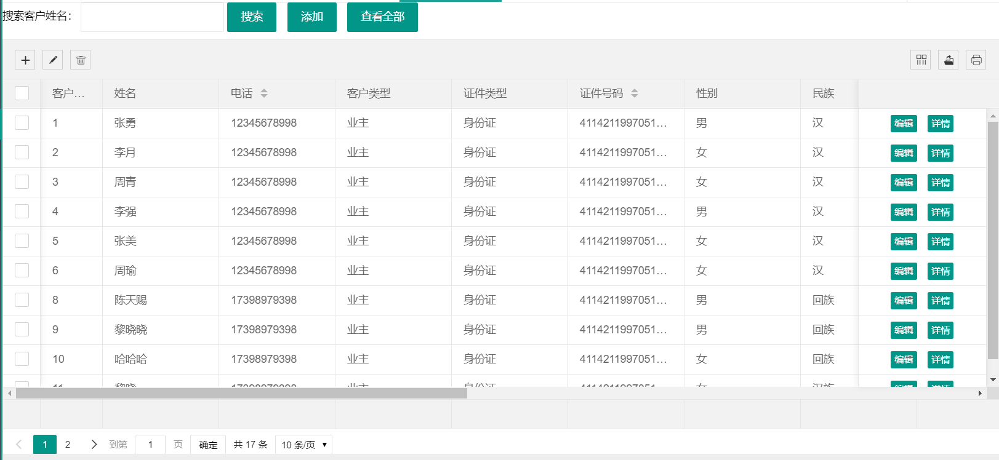 搜索客户姓名： 搜索 添加 查看全部
客户... 姓名 电话 客户类型 证件类型 证件号码 性别 民族
1 张勇 12345678998 业主 身份证 4114211997051... 男 汉 编辑 详情
2 李月 12345678998 业主 身份证 4114211997051... 女 汉 编辑 详情
3 周青 12345678998 业主 身份证 4114211997051... 女 汉 编辑 详情
4 李强 12345678998 业主 身份证 4114211997051... 男 汉 编辑 详情
5 张美 12345678998 业主 身份证 4114211997051... 女 汉 编辑 详情
6 周瑜 12345678998 业主 身份证 4114211997051... 女 汉 编辑 详情
8 陈天赐 17398979398 业主 身份证 4114211997051... 男 回族 编辑 详情
9 黎晓晓 17398979398 业主 身份证 4114211997051... 男 回族 编辑 详情
10 哈哈哈 17398979398 业主 身份证 4114211997051... 女 回族 编辑 详情
1 2 到第 1 页 确定 共 17 条 10 条/页